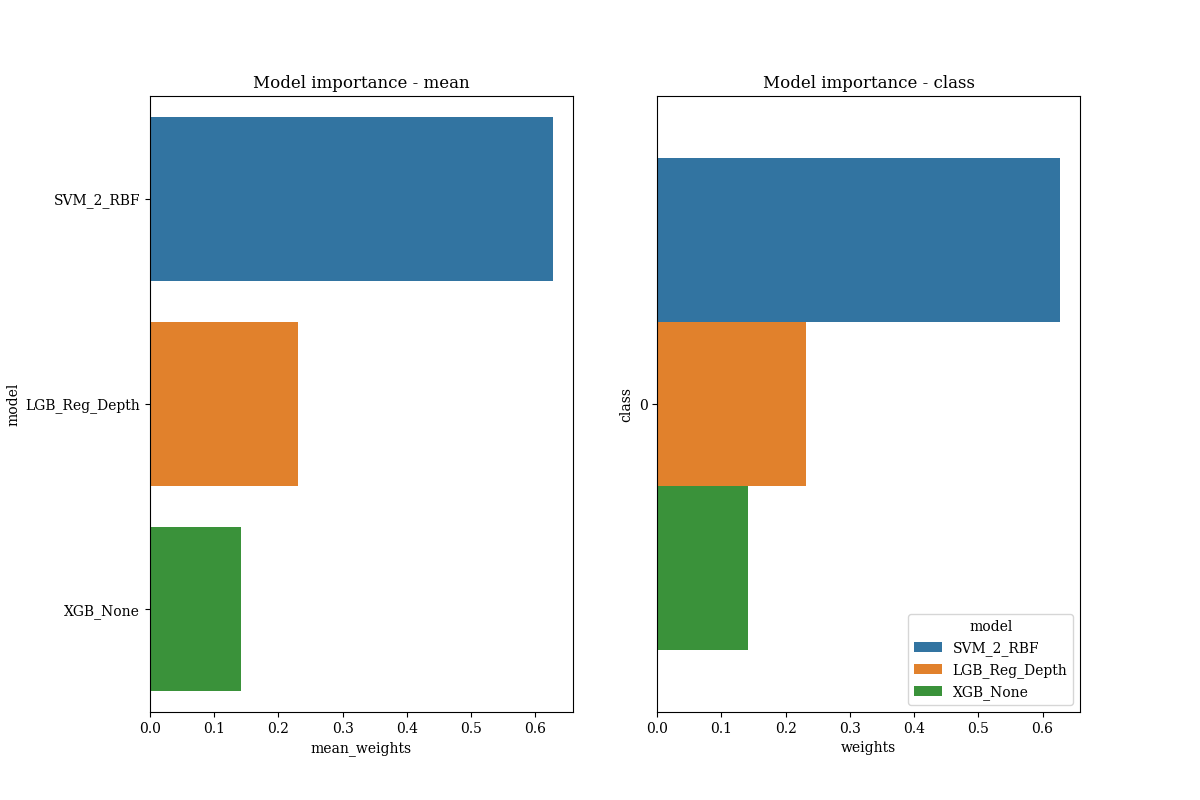 Model importance - mean
model
SVM_2_RBF
LGB_Reg_Depth
XGB_None
0.0 0.1 0.2 0.3 0.4 0.5 0.6
mean_weights
Model importance - class
class
0
model
SVM_2_RBF
LGB_Reg_Depth
XGB_None
0.0 0.1 0.2 0.3 0.4 0.5 0.6
weights